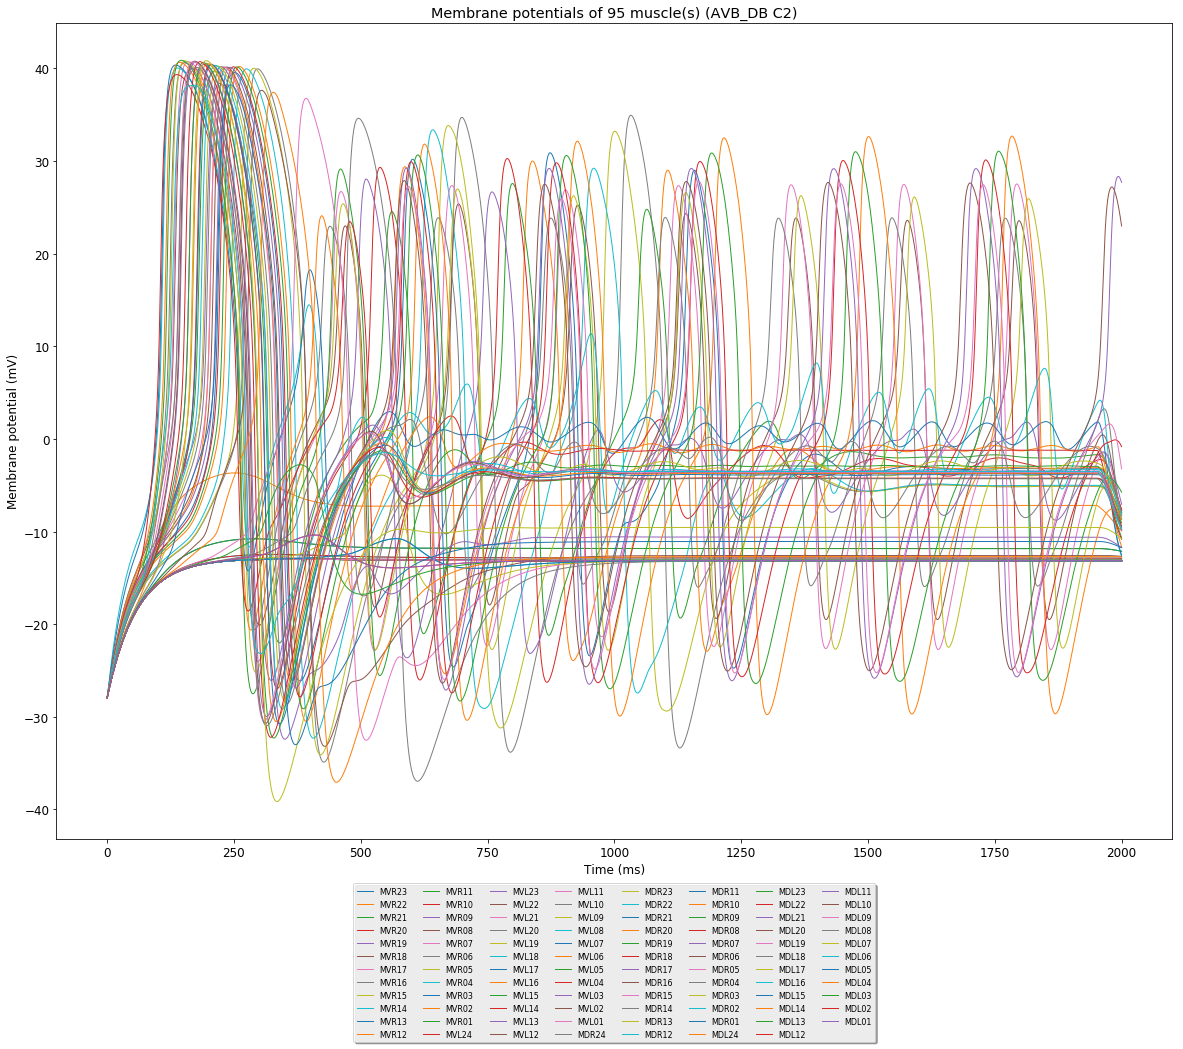 Membrane potentials of 95 muscle(s) (AVB_DB C2)
Membrane potential (mV)
40
30
20
10
0
−10
−20
−30
−40
0 250 500 750 1000 1250 1500 1750 2000
Time (ms)
MVR23 MVR11 MVL23 MVL11 MDR23 MDR11 MDL23 MDL11
MVR22 MVR10 MVL22 MVL10 MDR22 MDR10 MDL22 MDL10
MVR21 MVR09 MVL21 MVL09 MDR21 MDR09 MDL21 MDL09
MVR20 MVR08 MVL20 MVL08 MDR20 MDR08 MDL20 MDL08
MVR19 MVR07 MVL19 MVL07 MDR19 MDR07 MDL19 MDL07
MVR18 MVR06 MVL18 MVL06 MDR18 MDR06 MDL18 MDL06
MVR17 MVR05 MVL17 MVL05 MDR17 MDR05 MDL17 MDL05
MVR16 MVR04 MVL16 MVL04 MDR16 MDR04 MDL16 MDL04
MVR15 MVR03 MVL15 MVL03 MDR15 MDR03 MDL15 MDL03
MVR14 MVR02 MVL14 MVL02 MDR14 MDR02 MDL14 MDL02
MVR13 MVR01 MVL13 MVL01 MDR13 MDR01 MDL13 MDL01
MVR12 MVL24 MVL12 MDR24 MDR12 MDL24 MDL12